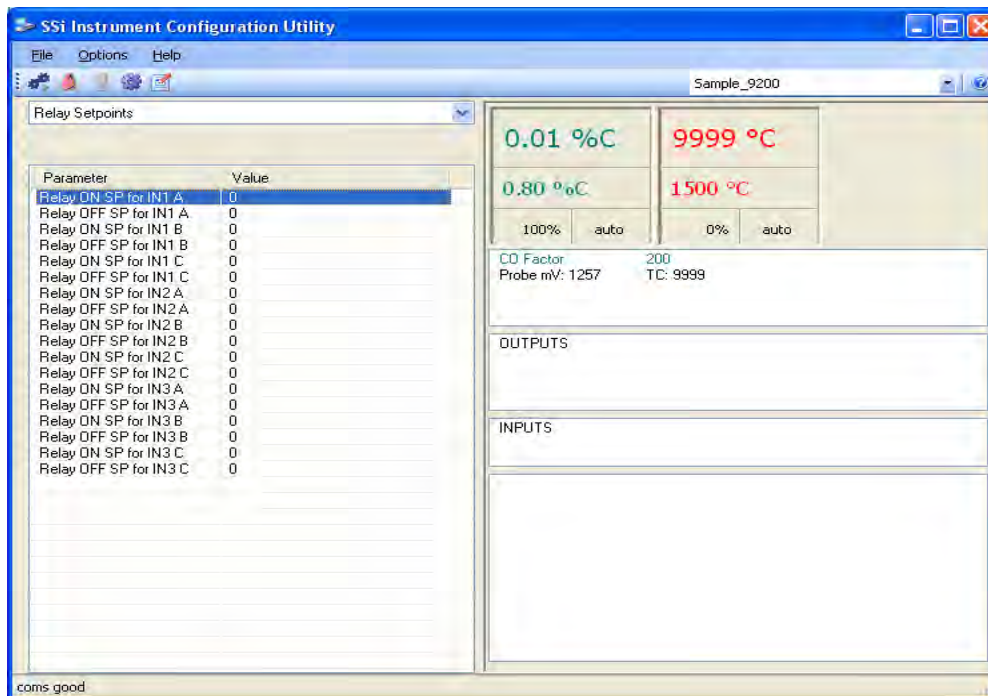 SSi Instrument Configuration Utility
File Options Help
Sample_9200
Relay Setpoints
Parameter Value
Relay ON SP for IN1 A 0
Relay OFF SP for IN1 A 0
Relay ON SP for IN1 B 0
Relay OFF SP for IN1 B 0
Relay ON SP for IN1 C 0
Relay OFF SP for IN1 C 0
Relay ON SP for IN2 A 0
Relay OFF SP for IN2 A 0
Relay ON SP for IN2 B 0
Relay OFF SP for IN2 B 0
Relay ON SP for IN2 C 0
Relay OFF SP for IN2 C 0
Relay ON SP for IN3 A 0
Relay OFF SP for IN3 A 0
Relay ON SP for IN3 B 0
Relay OFF SP for IN3 B 0
Relay ON SP for IN3 C 0
Relay OFF SP for IN3 C 0
0.01 %C 9999 °C
0.80 %C 1500 °C
100% auto 0% auto
CO Factor 200
Probe mV: 1257 TC: 9999
OUTPUTS
INPUTS
coms good